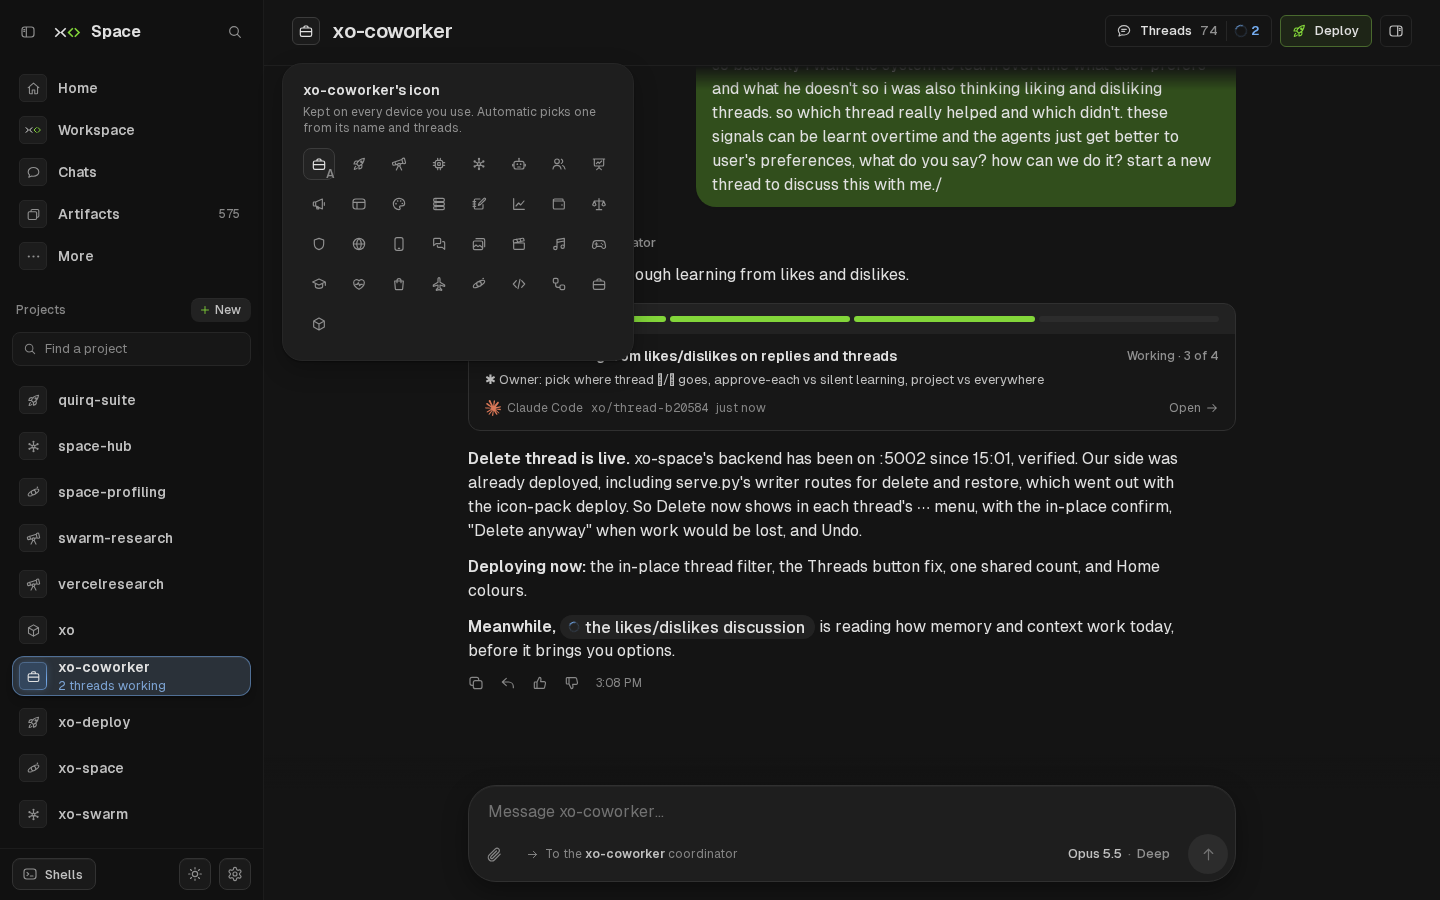 Space
Home
Workspace
Chats
Artifacts 575
More
Projects
New
Find a project
quirq-suite
space-hub
space-profiling
swarm-research
vercelresearch
xo
xo-coworker
2 threads working
xo-deploy
xo-space
xo-swarm
Shells
xo-coworker
Threads 74
2
Deploy
xo-coworker's icon
Kept on every device you use. Automatic picks one
from its name and threads.
A
and what he doesn't so i was also thinking liking and disliking
threads. so which thread really helped and which didn't. these
signals can be learnt overtime and the agents just get better to
user's preferences, what do you say? how can we do it? start a new
thread to discuss this with me./
ough learning from likes and dislikes.
om likes/dislikes on replies and threads
Working · 3 of 4
✱ Owner: pick where thread ▯/▯ goes, approve-each vs silent learning, project vs everywhere
Claude Code xo/thread-b20584 just now
Open →
Delete thread is live. xo-space's backend has been on :5002 since 15:01, verified. Our side was
already deployed, including serve.py's writer routes for delete and restore, which went out with
the icon-pack deploy. So Delete now shows in each thread's ··· menu, with the in-place confirm,
"Delete anyway" when work would be lost, and Undo.
Deploying now: the in-place thread filter, the Threads button fix, one shared count, and Home
colours.
Meanwhile, the likes/dislikes discussion is reading how memory and context work today,
before it brings you options.
3:08 PM
Message xo-coworker...
→ To the xo-coworker coordinator
Opus 5.5 · Deep